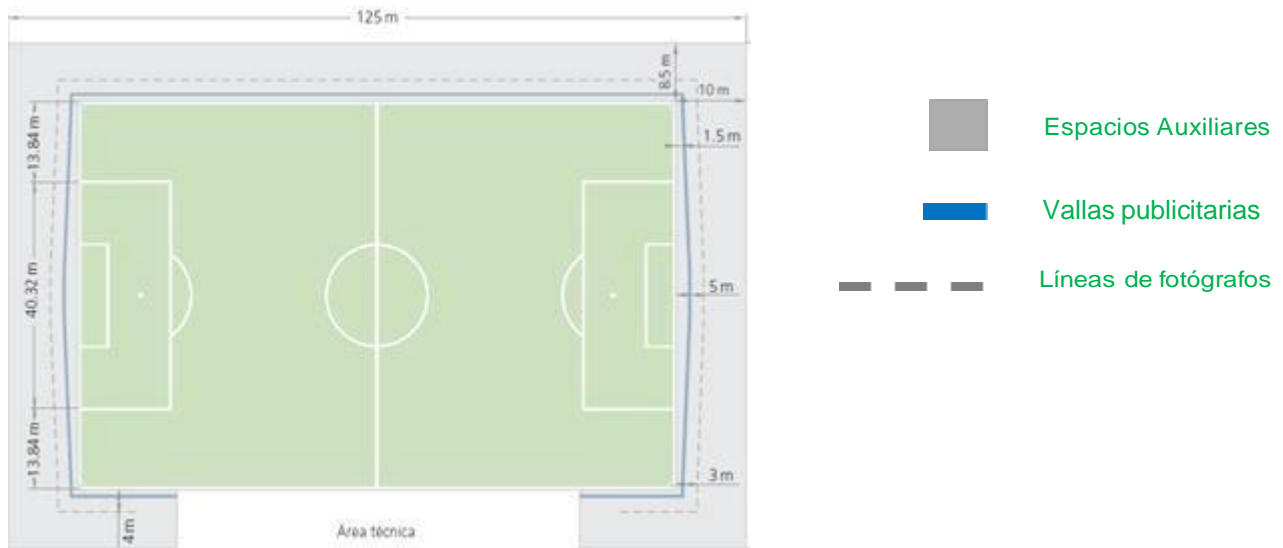 125 m
8.5 m
10 m
1.5 m
13.84 m
40.32 m
5 m
13.84 m
3 m
4 m
Área técnica
Espacios Auxiliares
Vallas publicitarias
Líneas de fotógrafos